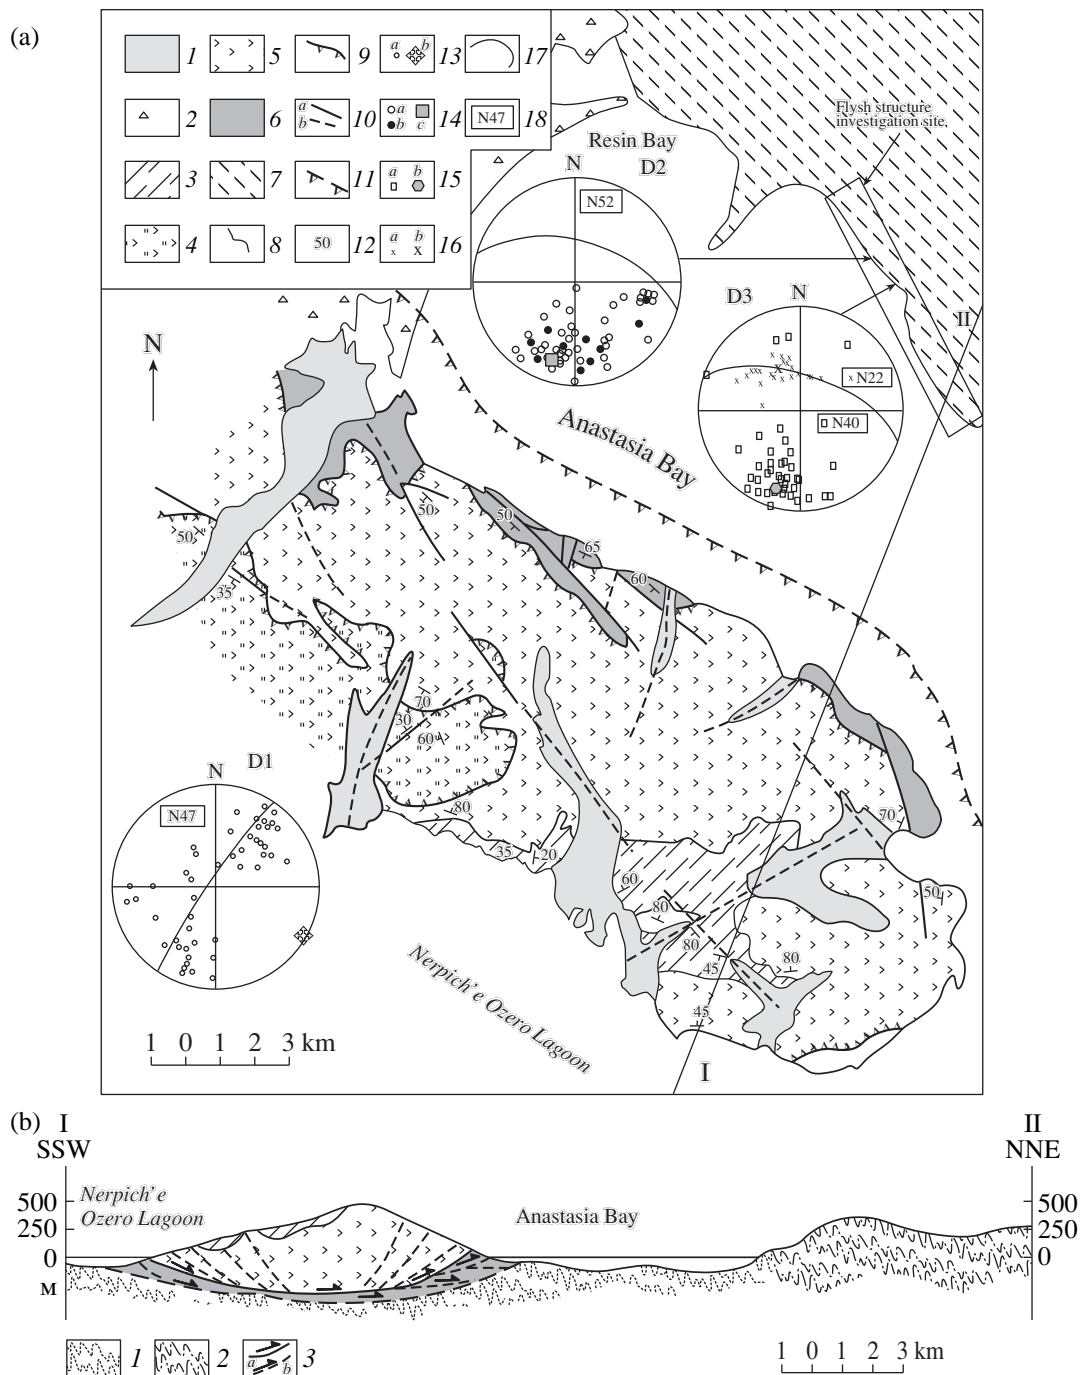 (a)
1
5
9
a b 13
17
2
6
a b 10
a b c 14
N47 18
3
7
11
a b 15
4
8
50 12
a b 16
x X
Flysh structure
investigation site
Resin Bay
N D2
N52
N
D3
II
N
x N22
N40
Anastasia Bay
50
50
50
65
60
35
70
30
60
N D1
N47
80
35
20
60
70
50
80
80
45
80
45
Nerpich'e Ozero Lagoon
1 0 1 2 3 km
I
(b) I
SSW
II
NNE
Nerpich'e
Ozero Lagoon
Anastasia Bay
500
250
0
м
500
250
0
1
2
a b 3
1 0 1 2 3 km